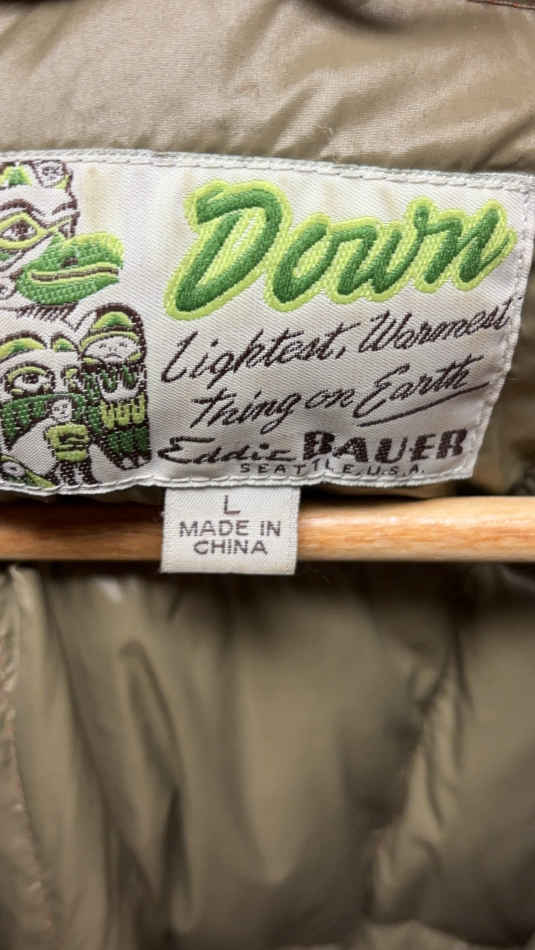 Down
Lightest, Warmest
thing on Earth
Eddie BAUER
SEATTLE, U.S.A.
L
MADE IN
CHINA